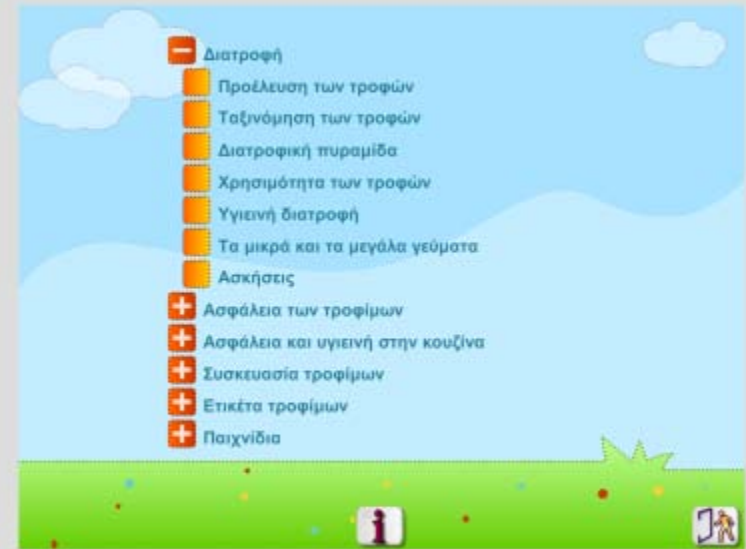 Διατροφή
Προέλευση των τροφών
Ταξινόμηση των τροφών
Διατροφική πυραμίδα
Χρησιμότητα των τροφών
Υγιεινή διατροφή
Τα μικρά και τα μεγάλα γεύματα
Ασκήσεις
Ασφάλεια των τροφίμων
Ασφάλεια και υγιεινή στην κουζίνα
Συσκευασία τροφίμων
Ετικέτα τροφίμων
Παιχνίδια